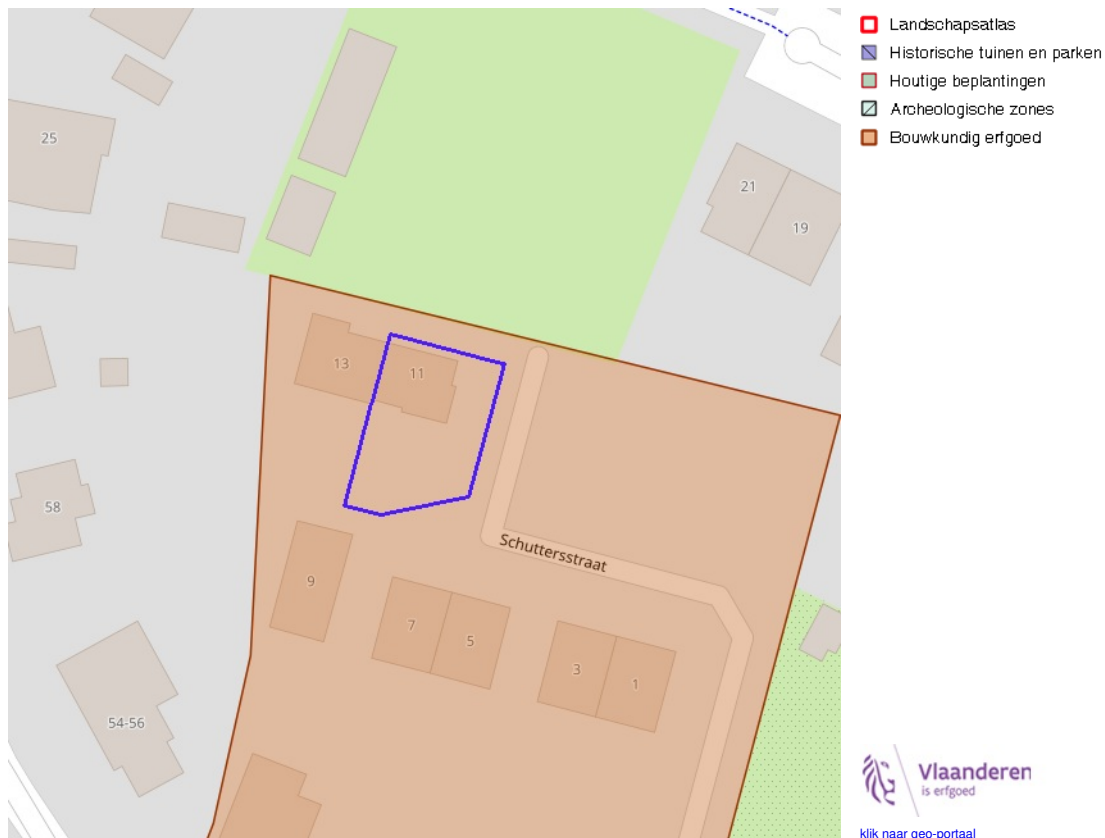 Landschapsatlas
Historische tuinen en parken
Houtige beplantingen
Archeologische zones
Bouwkundig erfgoed
25
21
19
13
11
58
Schuttersstraat
9
7
5
3
1
54-56
Vlaanderen
is erfgoed
klik naar geo-portaal